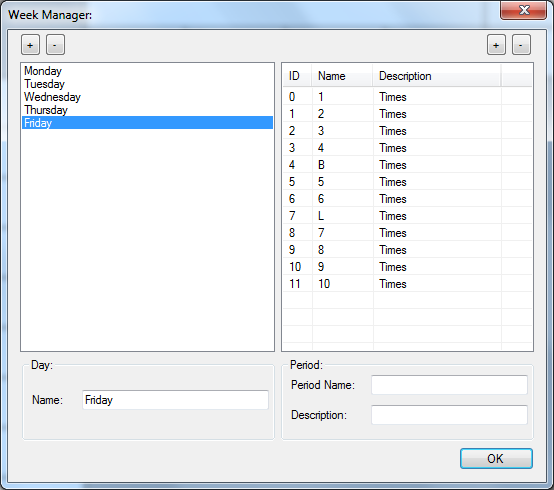 Week Manager:
+ - + -
Monday
Tuesday
Wednesday
Thursday
Friday
ID Name Description
0 1 Times
1 2 Times
2 3 Times
3 4 Times
4 B Times
5 5 Times
6 6 Times
7 L Times
8 7 Times
9 8 Times
10 9 Times
11 10 Times
Day:
Name: Friday
Period:
Period Name:
Description:
OK